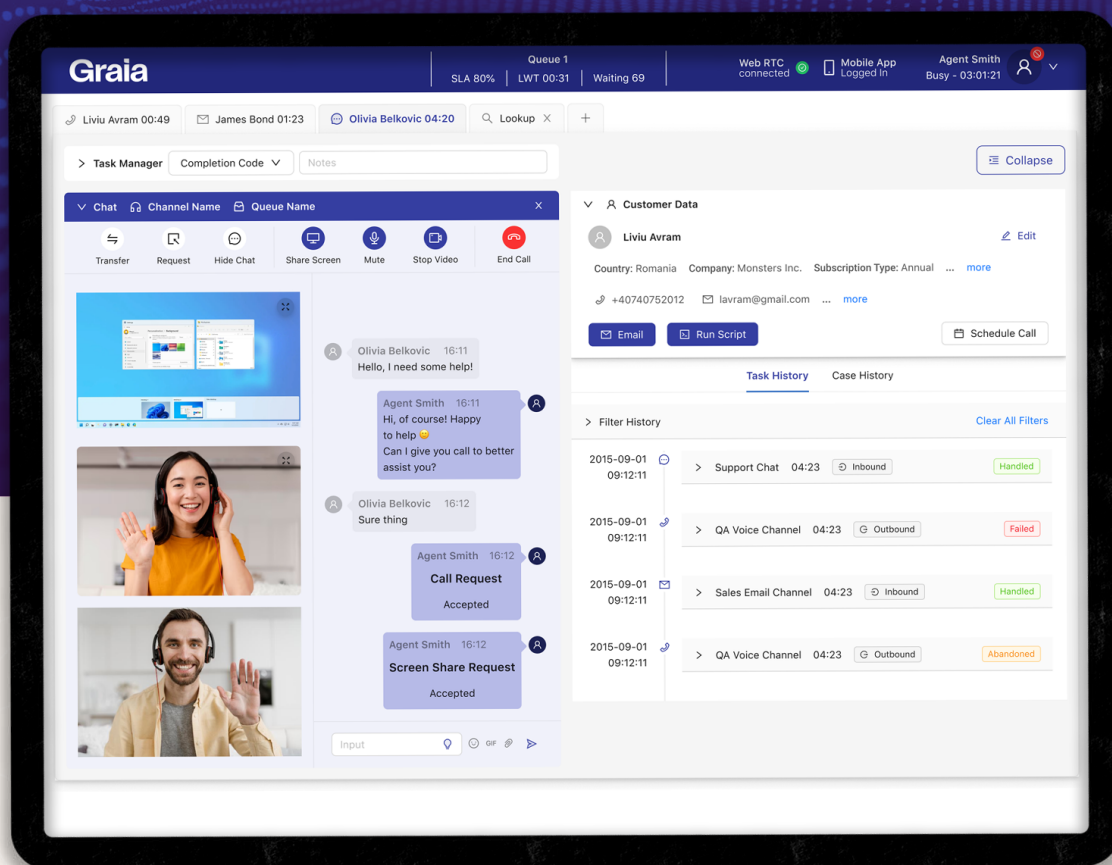 Graia
Queue 1
SLA 80% LWT 00:31 Waiting 69
Web RTC
connected
Mobile App
Logged In
Agent Smith
Busy - 03:01:21
Liviu Avram 00:49
James Bond 01:23
Olivia Belkovic 04:20
Lookup
Task Manager
Completion Code
Notes
Collapse
Chat Channel Name Queue Name
Transfer Request Hide Chat Share Screen Mute Stop Video End Call
Olivia Belkovic 16:11
Hello, I need some help!
Agent Smith 16:11
Hi, of course! Happy
to help
Can I give you call to better
assist you?
Olivia Belkovic 16:12
Sure thing
Agent Smith 16:12
Call Request
Accepted
Agent Smith 16:12
Screen Share Request
Accepted
Input
GIF
Customer Data
Liviu Avram
Edit
Country: Romania Company: Monsters Inc. Subscription Type: Annual ... more
+40740752012 lavram@gmail.com ... more
Email
Run Script
Schedule Call
Task History Case History
Filter History
Clear All Filters
2015-09-01
09:12:11
Support Chat 04:23 Inbound Handled
2015-09-01
09:12:11
QA Voice Channel 04:23 Outbound Failed
2015-09-01
09:12:11
Sales Email Channel 04:23 Inbound Handled
2015-09-01
09:12:11
QA Voice Channel 04:23 Outbound Abandoned